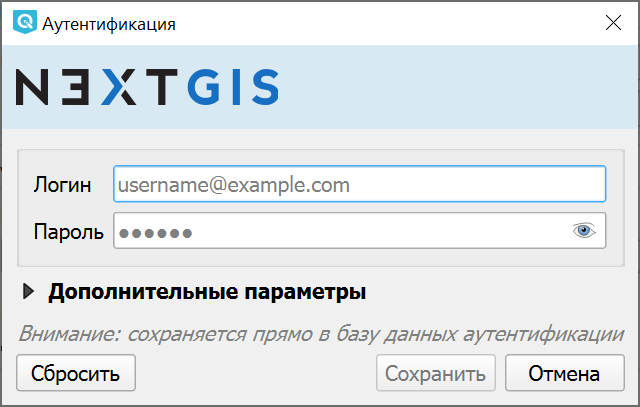 Аутентификация
NEXTGIS
Логин username@example.com
Пароль ●●●●●●
Дополнительные параметры
Внимание: сохраняется прямо в базу данных аутентификации
Сбросить Сохранить Отмена